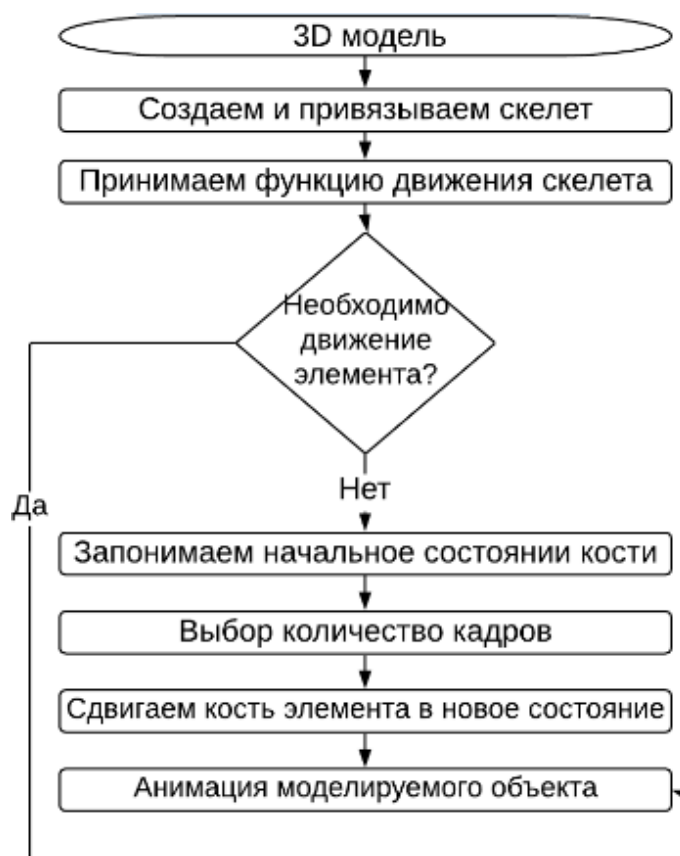 3D модель
Создаем и привязываем скелет
Принимаем функцию движения скелета
Необходимо
движение
элемента?
Нет
Да
Запонимаем начальное состоянии кости
Выбор количество кадров
Сдвигаем кость элемента в новое состояние
Анимация моделируемого объекта